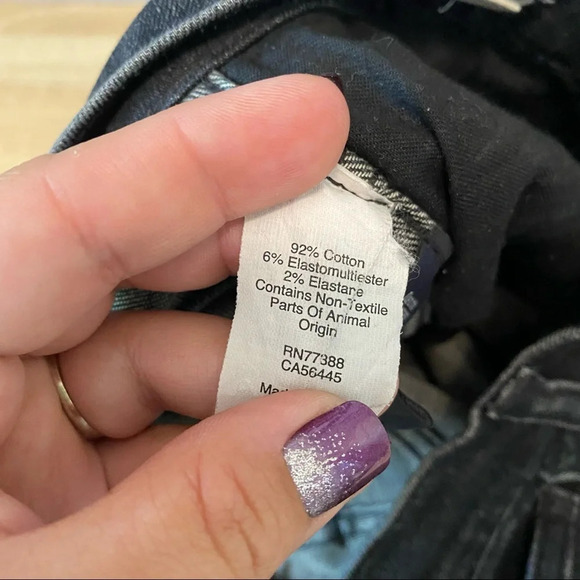 92% Cotton
6% Elastomultiester
2% Elastane
Contains Non-Textile
Parts Of Animal
Origin
RN77388
CA56445